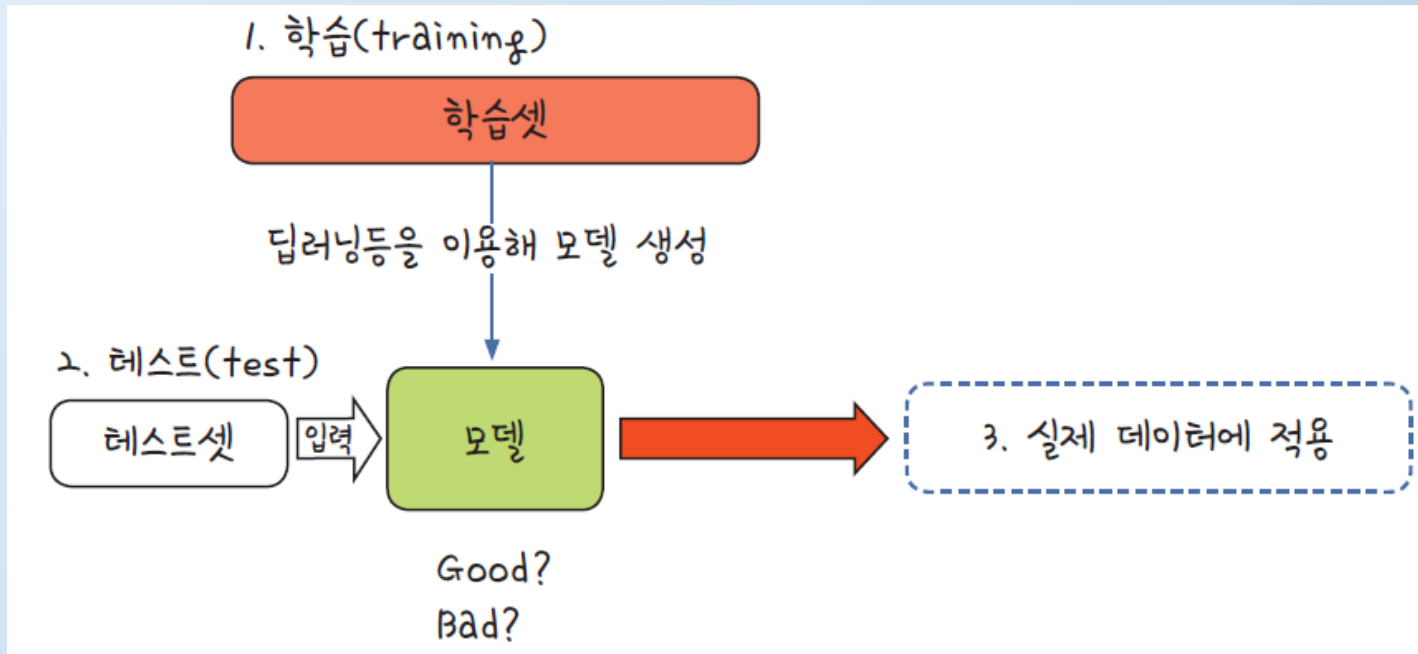 1. 학습(training)
학습셋
딥러닝등을 이용해 모델 생성
2. 테스트(test)
테스트셋
입력
모델
3. 실제 데이터에 적용
Good?
Bad?